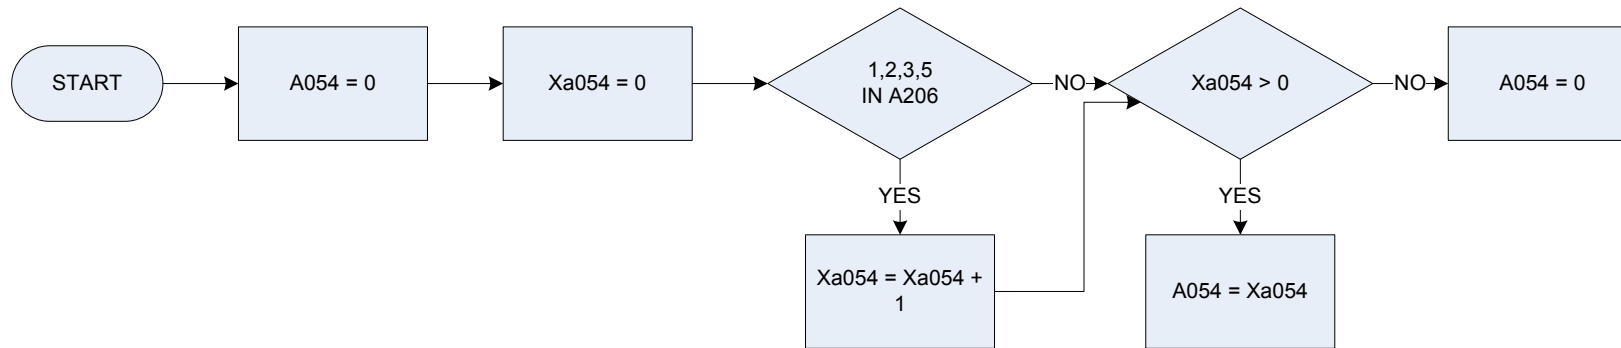 START
A054 = 0
Xa054 = 0
1,2,3,5
IN A206
NO
Xa054 > 0
NO
A054 = 0
YES
YES
Xa054 = Xa054 +
1
A054 = Xa054